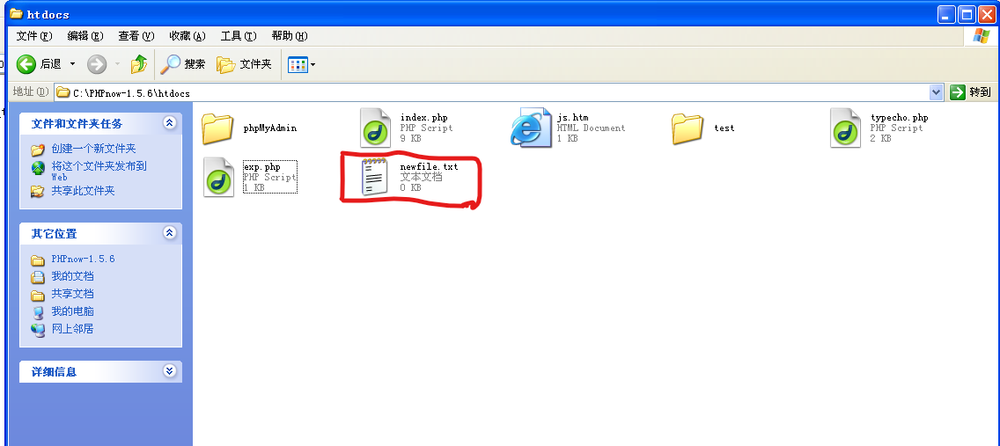 htdocs
文件(F) 编辑(E) 查看(V) 收藏(A) 工具(T) 帮助(H)
后退 搜索 文件夹
地址(D) C:\PHPnow-1.5.6\htdocs 转到
文件和文件夹任务
创建一个新文件夹
将这个文件夹发布到
Web
共享此文件夹
其它位置
PHPnow-1.5.6
我的文档
共享文档
我的电脑
网上邻居
详细信息
phpMyAdmin
index.php
PHP Script
9 KB
js.htm
HTML Document
1 KB
test
typecho.php
PHP Script
2 KB
exp.php
PHP Script
1 KB
newfile.txt
文本文档
0 KB